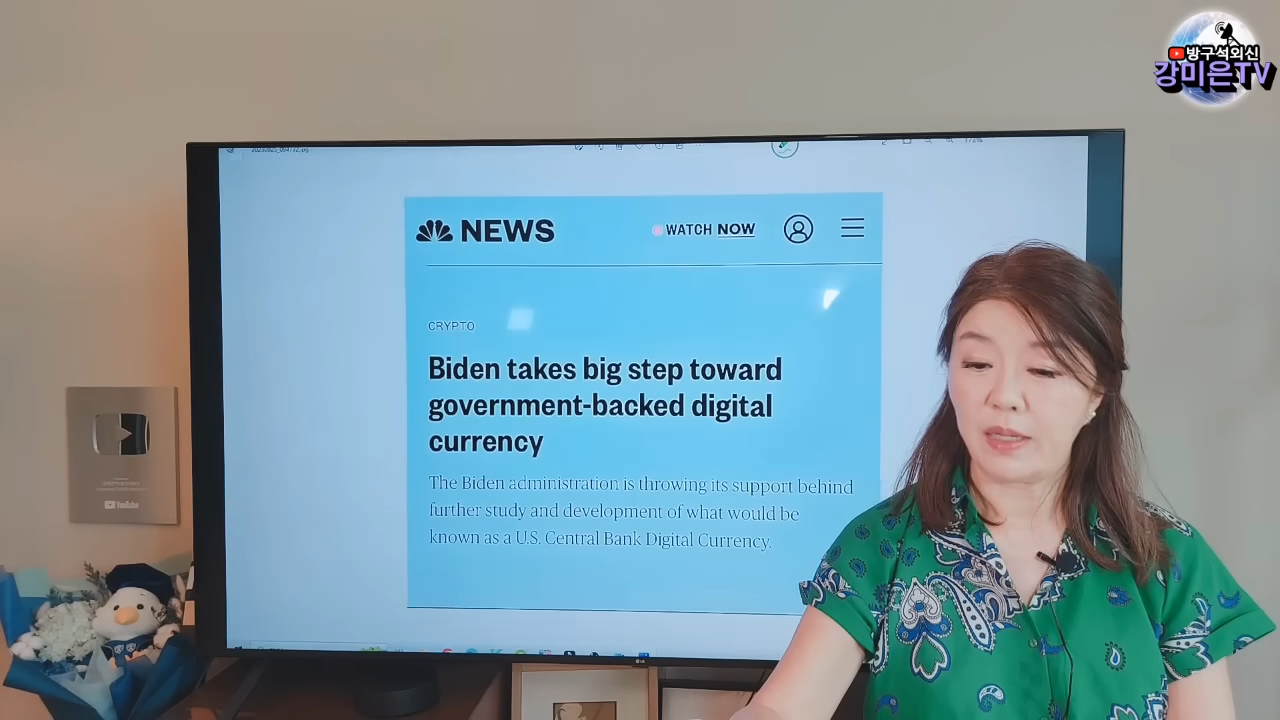 방구석외신
강미은TV
NEWS
WATCH NOW
CRYPTO
Biden takes big step toward
government-backed digital
currency
The Biden administration is throwing its support behind
further study and development of what would be
known as a U.S. Central Bank Digital Currency.
YouTube
LG